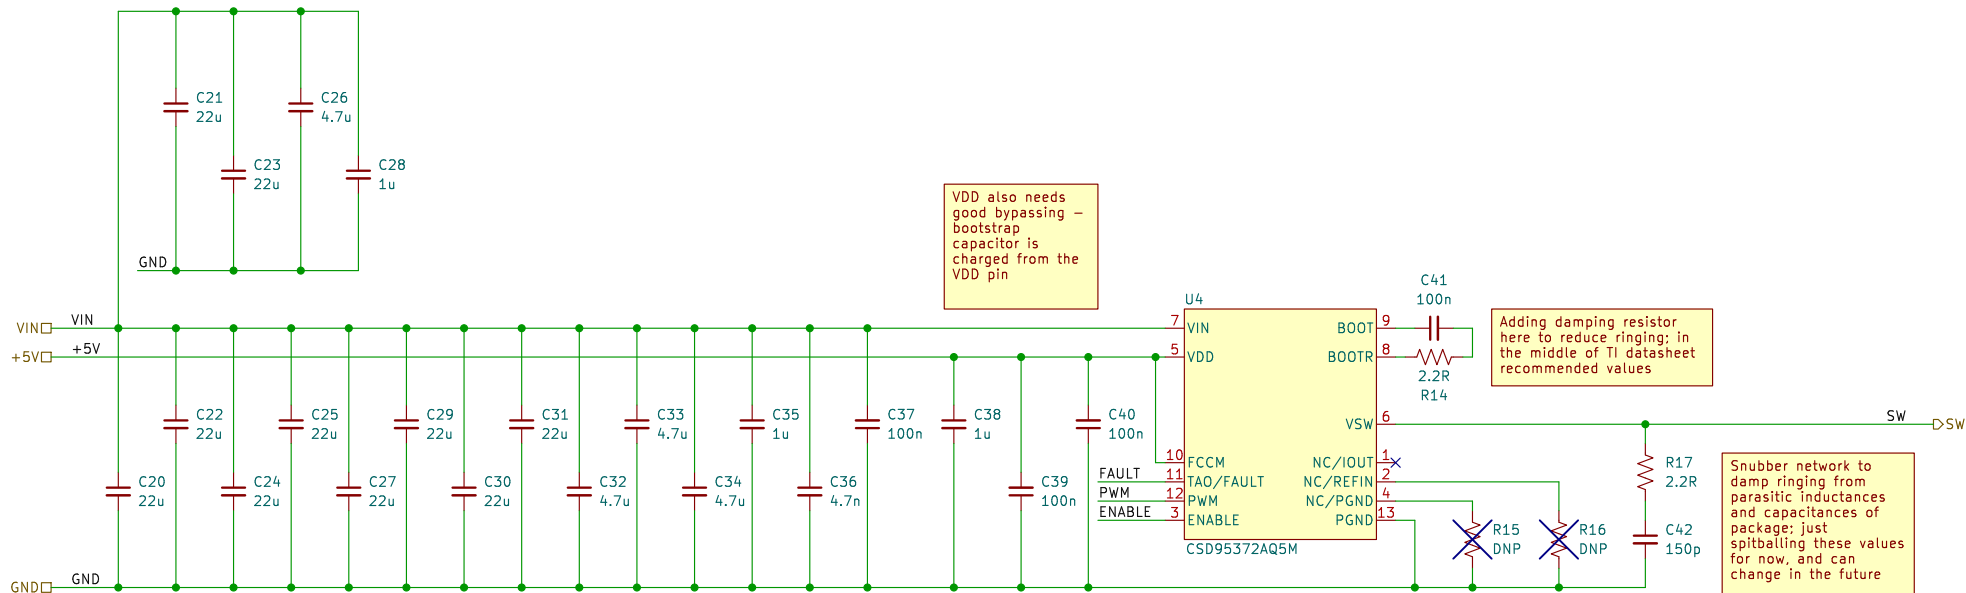 C21
22u
C26
4.7u
C23
22u
C28
1u
GND
VDD also needs
good bypassing –
bootstrap
capacitor is
charged from the
VDD pin
VIN
VIN
+5V
+5V
C22
22u
C25
22u
C29
22u
C31
22u
C33
4.7u
C35
1u
C37
100n
C38
1u
C40
100n
C20
22u
C24
22u
C27
22u
C30
22u
C32
4.7u
C34
4.7u
C36
4.7n
C39
100n
GND
GND
U4
7
VIN
5
VDD
10
FCCM
FAULT
11
TAO/FAULT
PWM
12
PWM
ENABLE
3
ENABLE
BOOT
9
BOOTR
8
VSW
6
NC/IOUT
1
NC/REFIN
2
NC/PGND
4
PGND
13
CSD95372AQ5M
C41
100n
2.2R
R14
Adding damping resistor
here to reduce ringing; in
the middle of TI datasheet
recommended values
SW
SW
R17
2.2R
C42
150p
R15
DNP
R16
DNP
Snubber network to
damp ringing from
parasitic inductances
and capacitances of
package; just
spitballing these values
for now, and can
change in the future